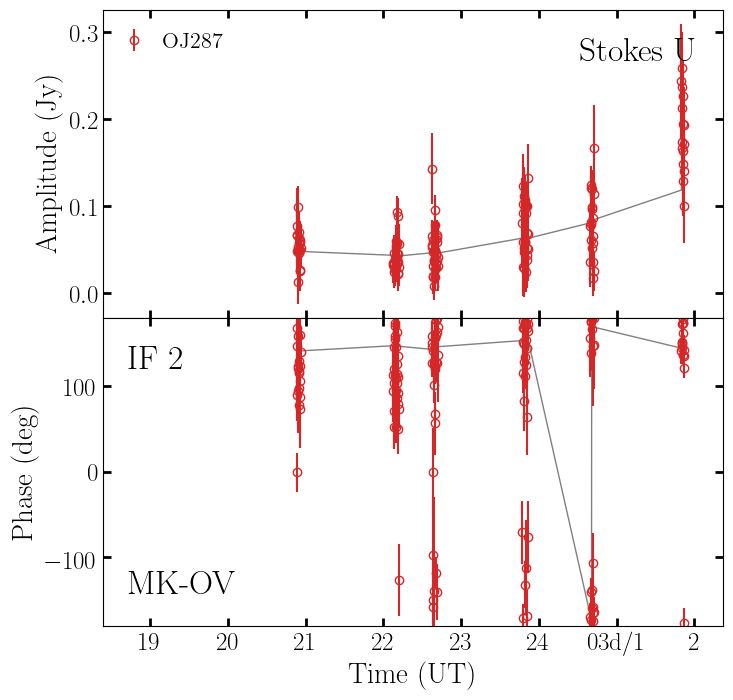 OJ287
Stokes U
0.3
0.2
0.1
0.0
Amplitude (Jy)
IF 2
100
0
−100
Phase (deg)
MK-OV
19 20 21 22 23 24 03d/1 2
Time (UT)